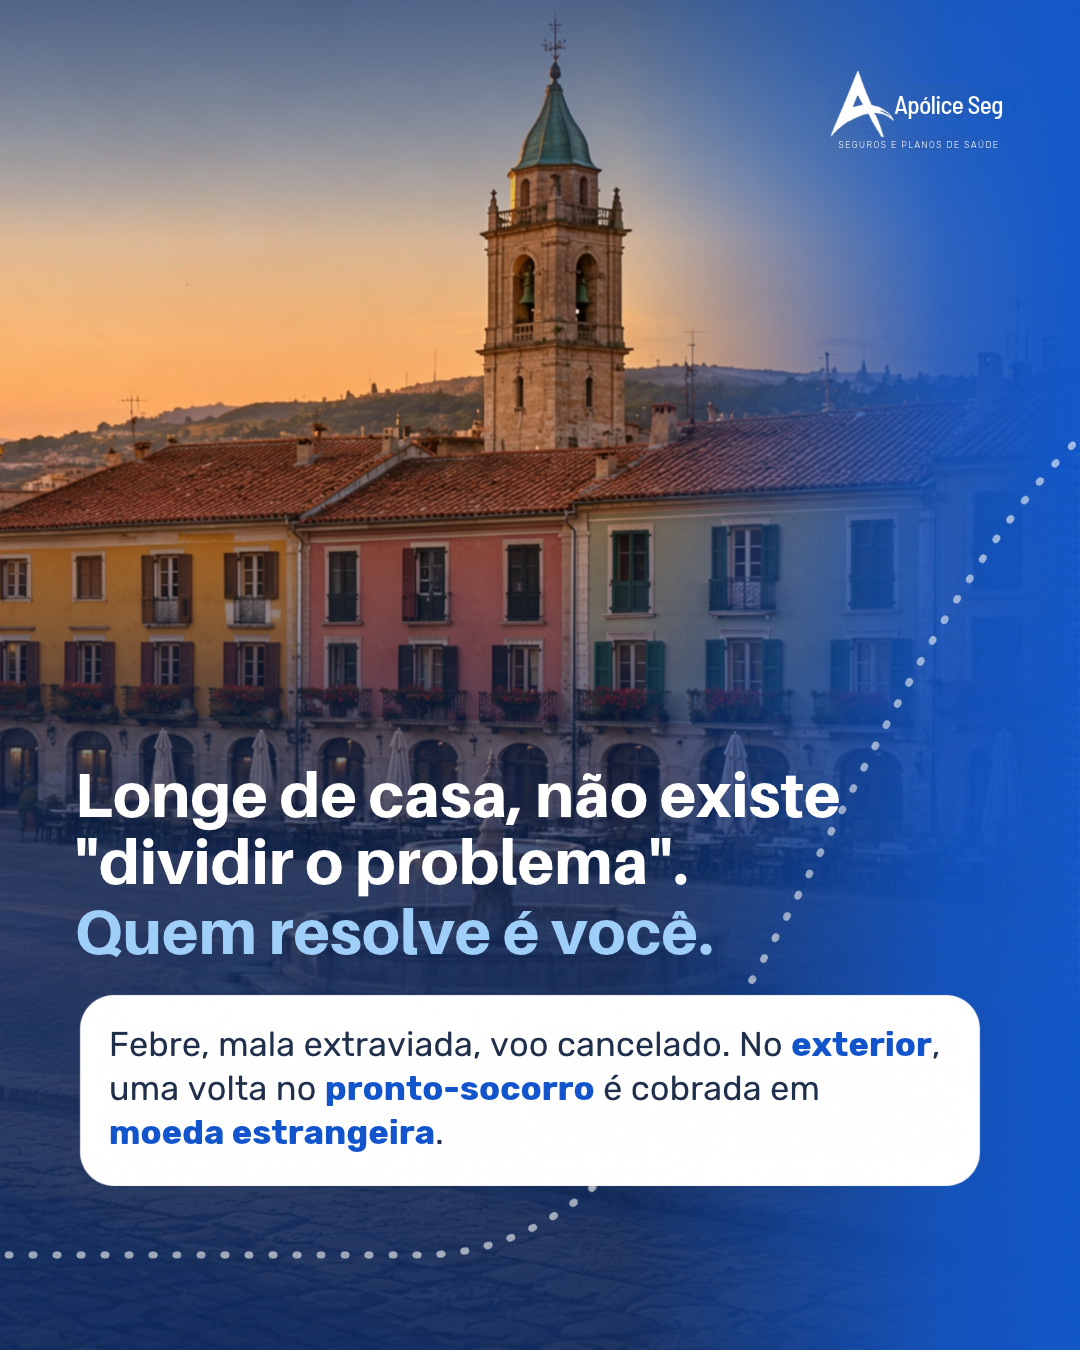 Apólice Seg
SEGUROS E PLANOS DE SAÚDE
Longe de casa, não existe
"dividir o problema".
Quem resolve é você.
Febre, mala extraviada, voo cancelado. No exterior,
uma volta no pronto-socorro é cobrada em
moeda estrangeira.